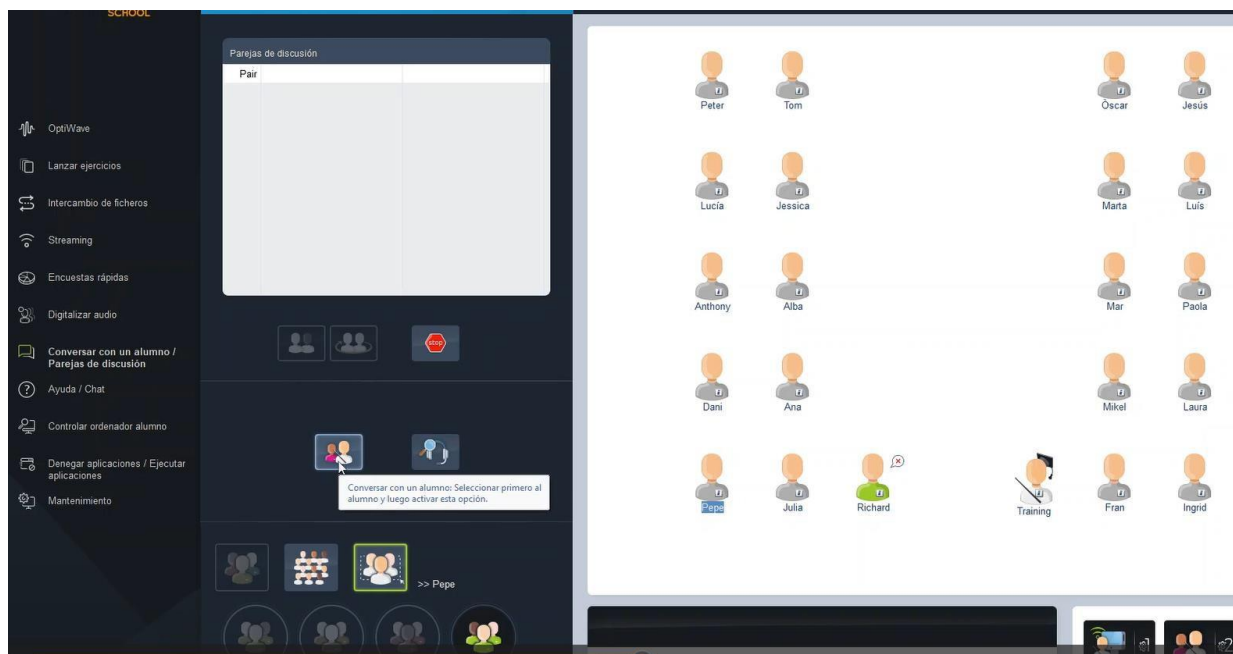 SCHOOL
OptiWave
Lanzar ejercicios
Intercambio de ficheros
Streaming
Encuestas rápidas
Digitalizar audio
Conversar con un alumno /
Parejas de discusión
Ayuda / Chat
Controlar ordenador alumno
Denegar aplicaciones / Ejecutar
aplicaciones
Mantenimiento
Parejas de discusión
Pair
stop
Conversar con un alumno: Seleccionar primero al
alumno y luego activar esta opción.
>> Pepe
Peter Tom Òscar Jesús
Lucía Jessica Marta Luís
Anthony Alba Mar Paola
Dani Ana Mikel Laura
Pepe Julia Richard Training Fran Ingrid